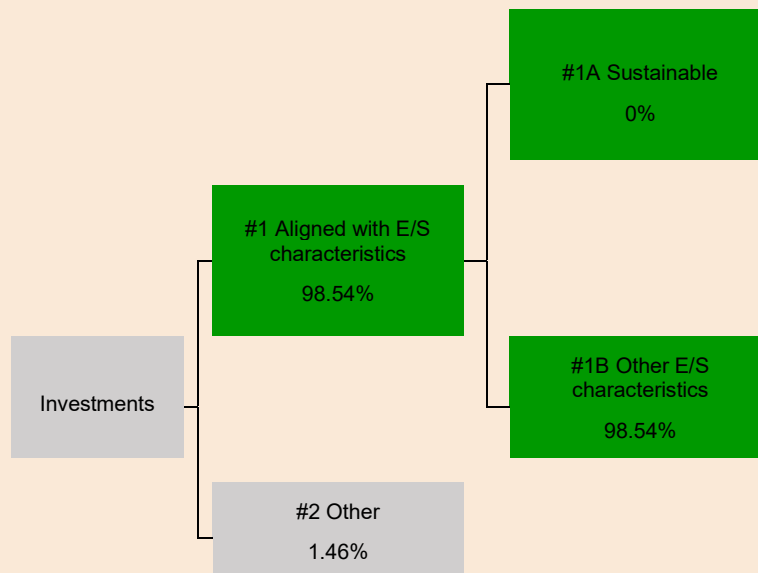 #1A Sustainable
0%
#1 Aligned with E/S
characteristics
98.54%
#1B Other E/S
characteristics
98.54%
Investments
#2 Other
1.46%